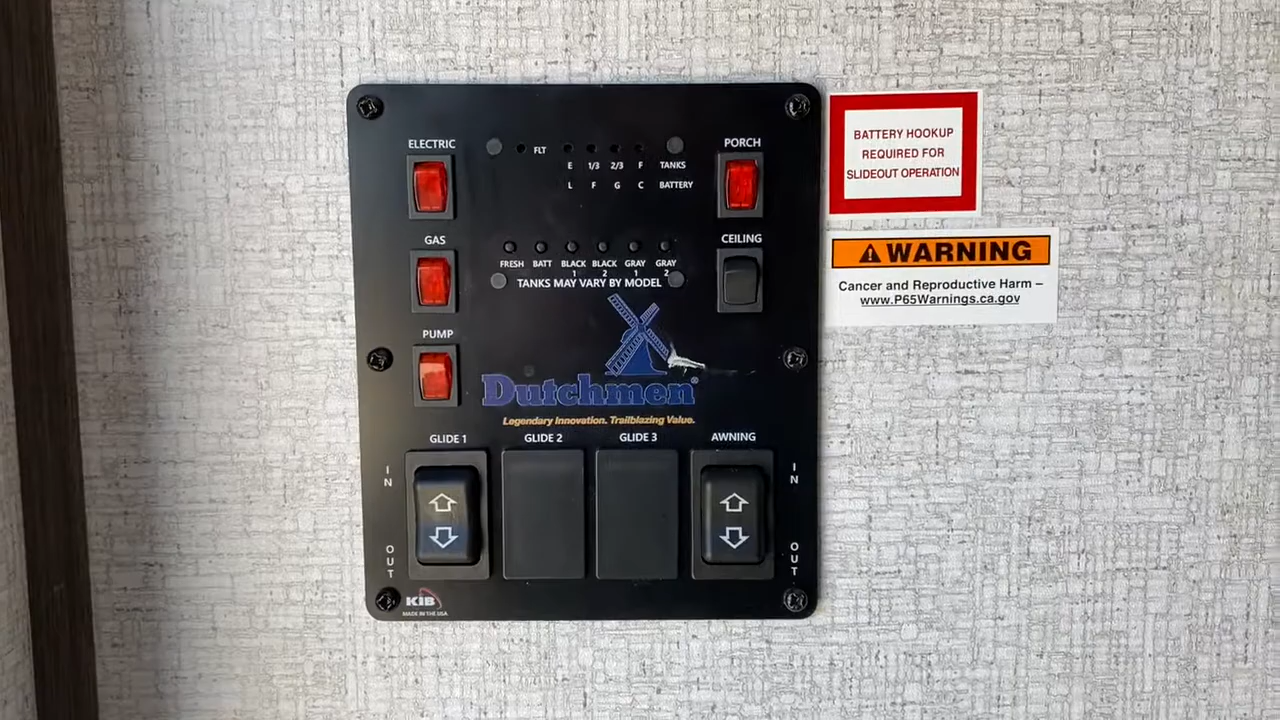 ELECTRIC
FLT
PORCH
E 1/3 2/3 F TANKS
L F G C BATTERY
GAS
CEILING
FRESH BATT BLACK 1 BLACK 2 GRAY 1 GRAY 2
TANKS MAY VARY BY MODEL
PUMP
Dutchmen®
Legendary Innovation. Trailblazing Value.
GLIDE 1 GLIDE 2 GLIDE 3 AWNING
IN IN
OUT OUT
KIB
MADE IN THE USA
BATTERY HOOKUP
REQUIRED FOR
SLIDEOUT OPERATION
WARNING
Cancer and Reproductive Harm –
www.P65Warnings.ca.gov